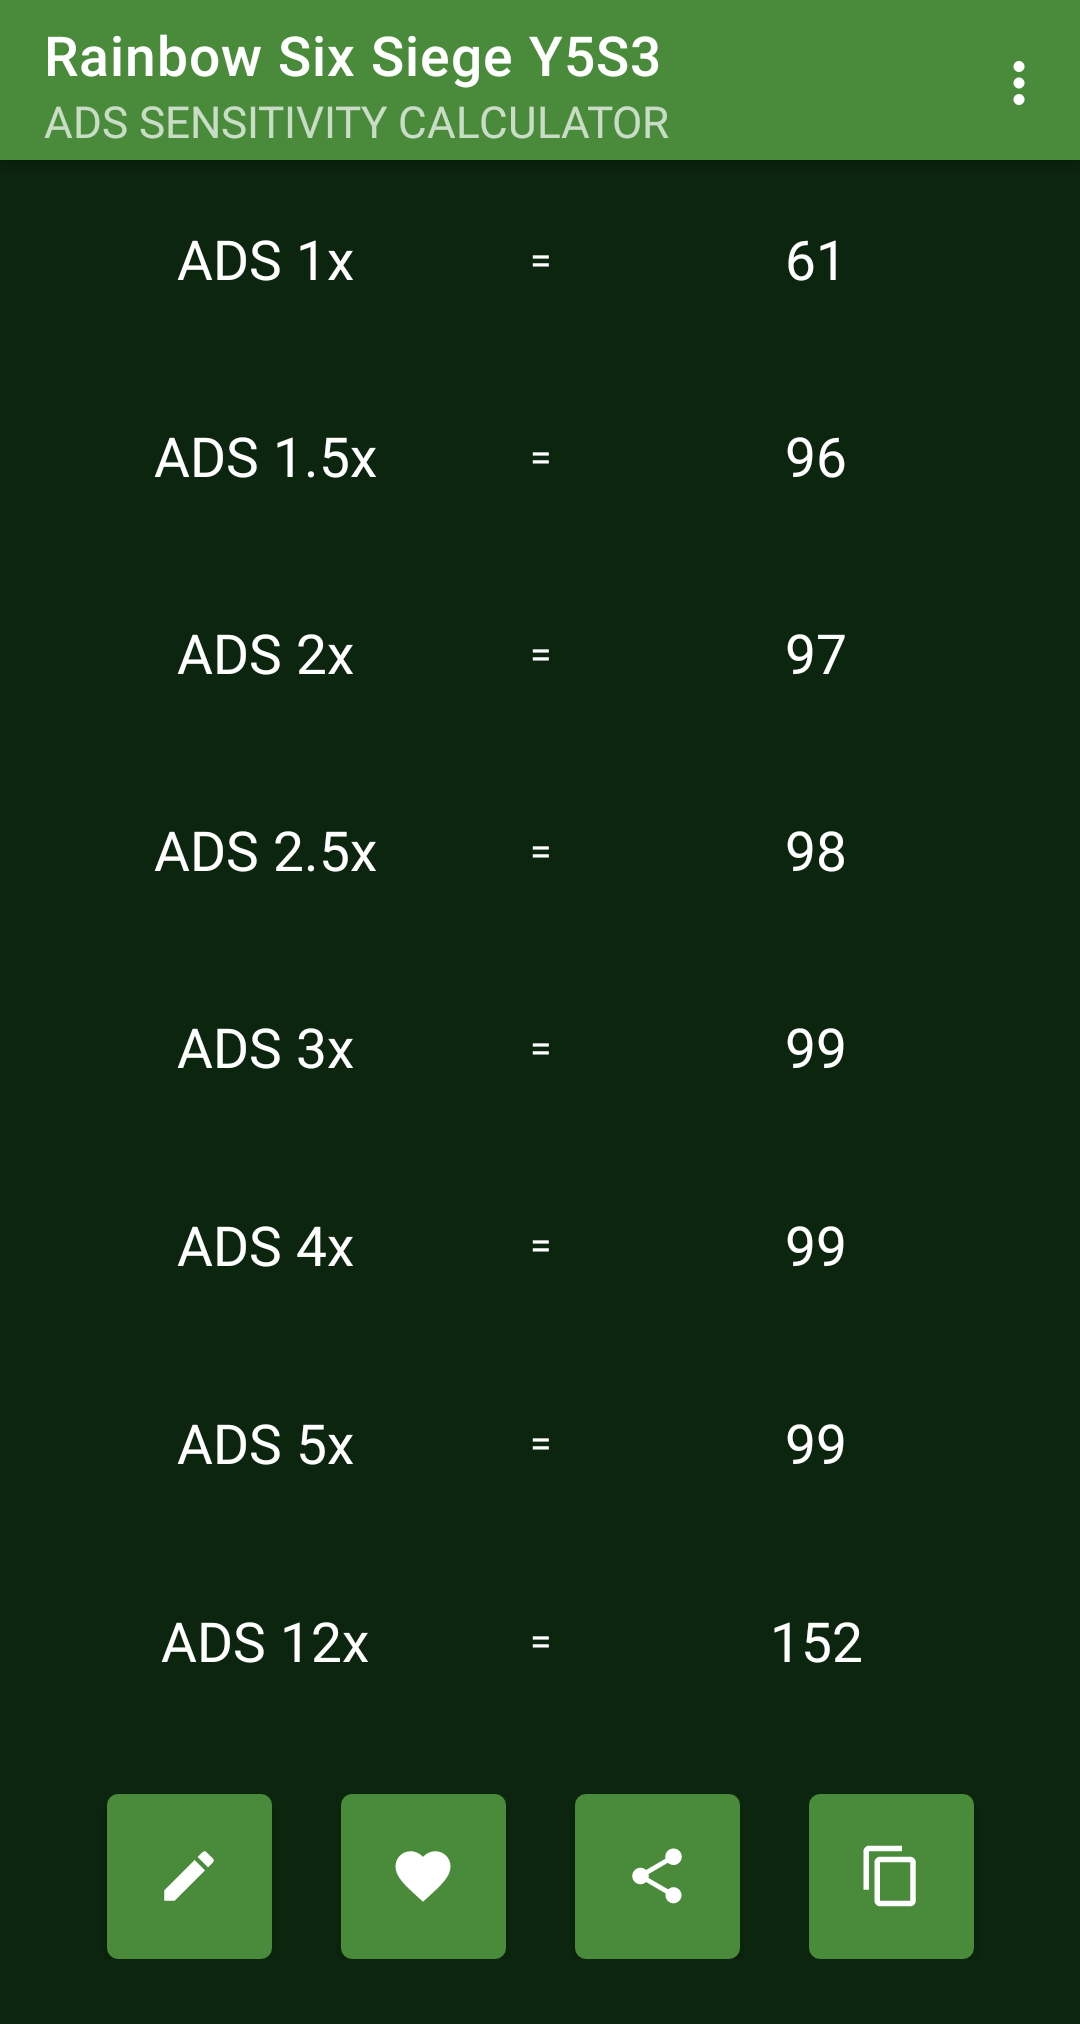 Rainbow Six Siege Y5S3
ADS SENSITIVITY CALCULATOR
ADS 1x = 61
ADS 1.5x = 96
ADS 2x = 97
ADS 2.5x = 98
ADS 3x = 99
ADS 4x = 99
ADS 5x = 99
ADS 12x = 152